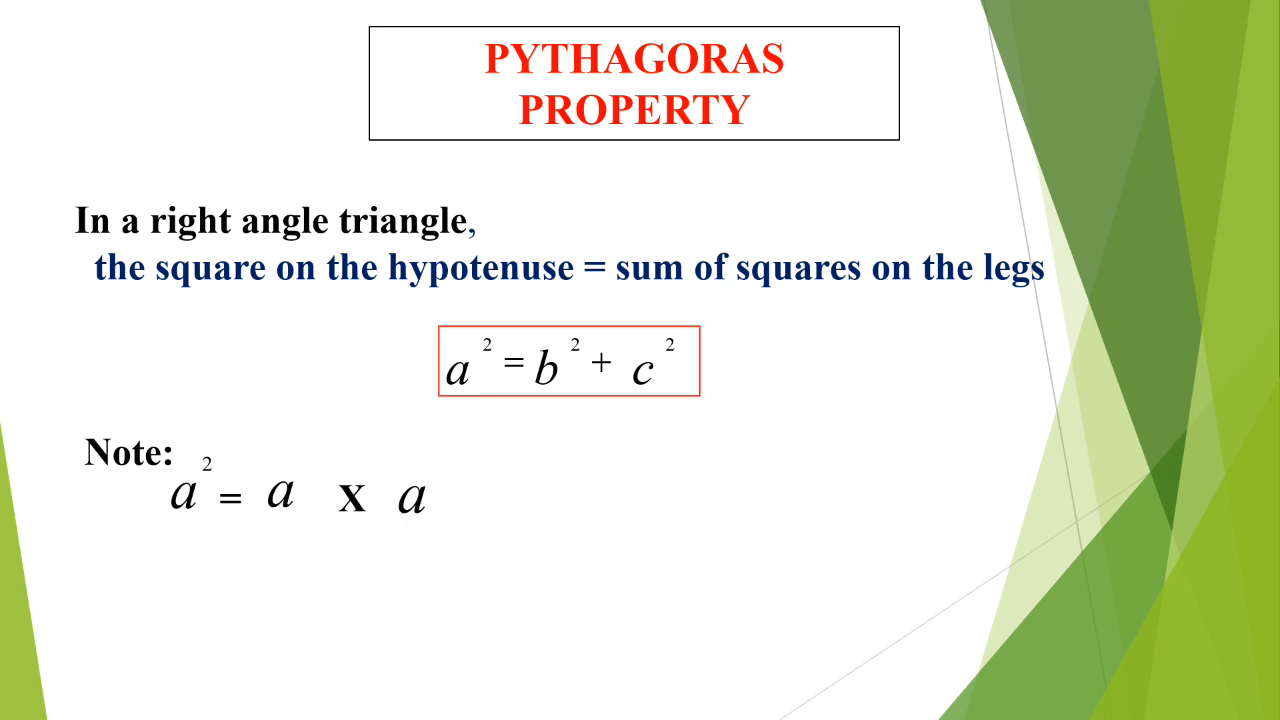 PYTHAGORAS
PROPERTY
In a right angle triangle,
the square on the hypotenuse = sum of squares on the legs
a² = b² + c²
Note:
a² = a X a